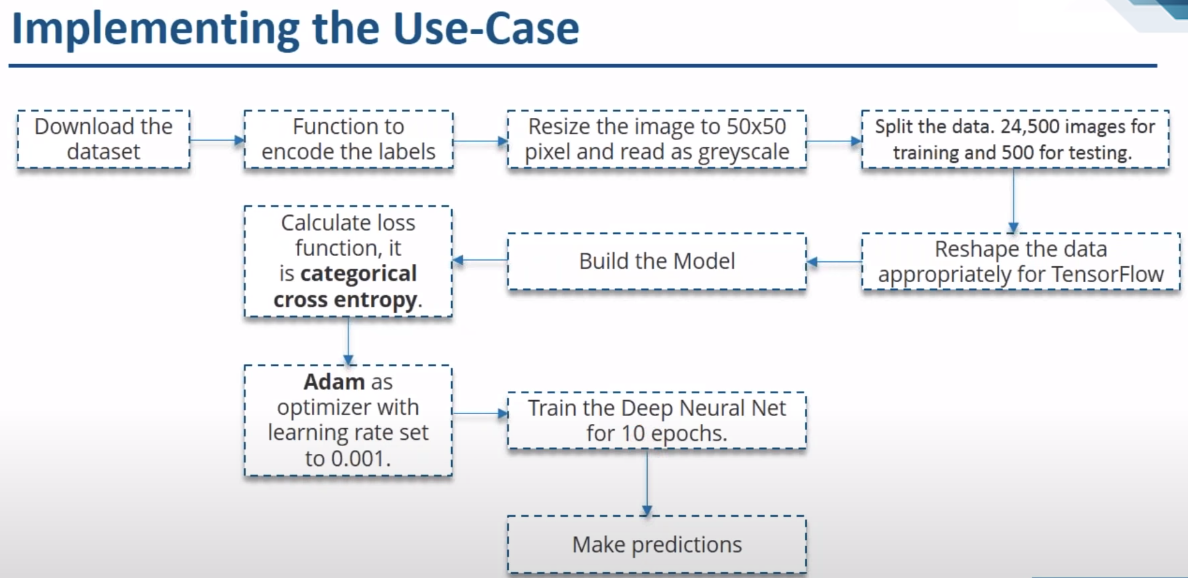 Implementing the Use-Case
Download the
dataset
Function to
encode the labels
Resize the image to 50x50
pixel and read as greyscale
Split the data. 24,500 images for
training and 500 for testing.
Reshape the data
appropriately for TensorFlow
Build the Model
Calculate loss
function, it
is categorical
cross entropy.
Adam as
optimizer with
learning rate set
to 0.001.
Train the Deep Neural Net
for 10 epochs.
Make predictions